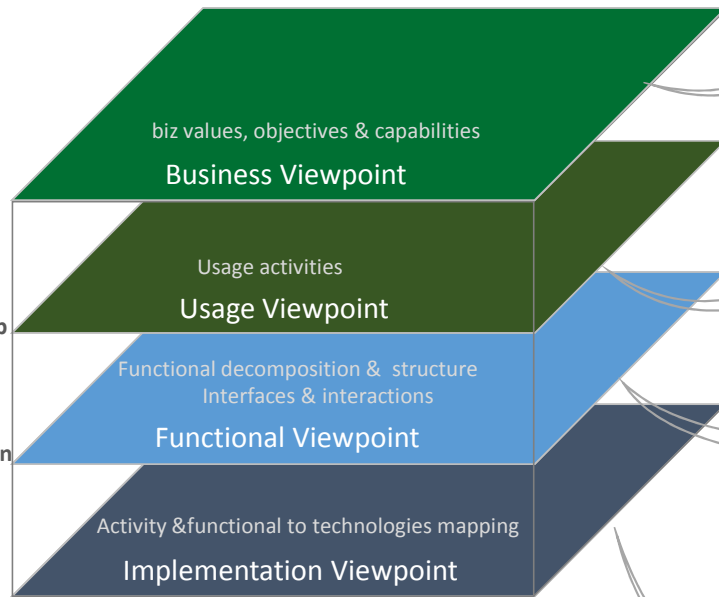 biz values, objectives & capabilities
Business Viewpoint
Usage activities
Usage Viewpoint
p
Functional decomposition & structure
Interfaces & interactions
Functional Viewpoint
n
Activity &functional to technologies mapping
Implementation Viewpoint